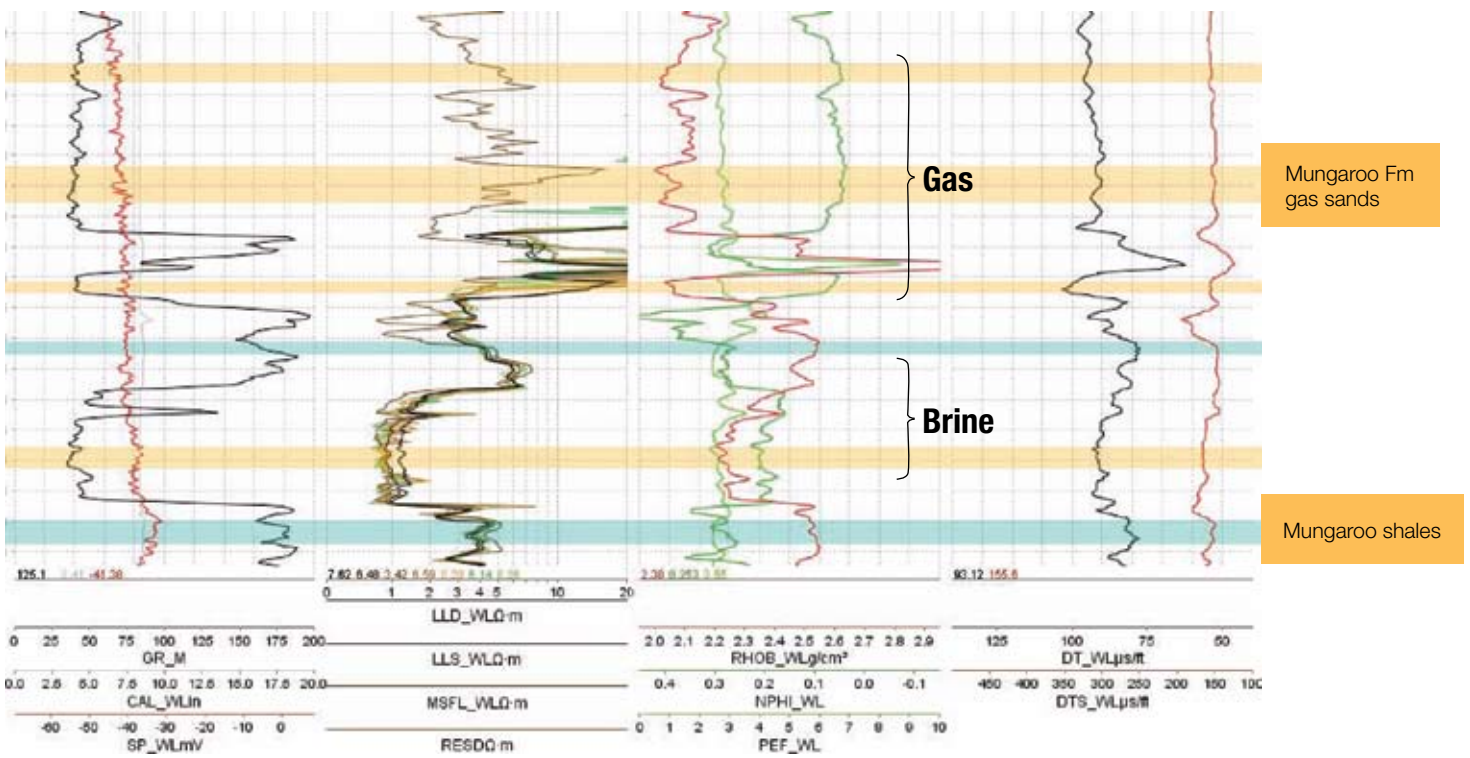 Gas
Mungaroo Fm
gas sands
Brine
Mungaroo shales
125.1 -41.38
7.62 6.48 3.42 6.59 6.14
2.38 3.55
93.12 155.6
0 1 2 3 4 5 10 20
LLD_WLΩ·m
0 25 50 75 100 125 150 175 200
GR_M
LLS_WLΩ·m
2.0 2.1 2.2 2.3 2.4 2.5 2.6 2.7 2.8 2.9
RHOB_WLg/cm³
125 100 75 50
DT_WLµs/ft
0.0 2.5 5.0 7.5 10.0 12.5 15.0 17.5 20.0
CAL_WLin
MSFL_WLΩ·m
0.4 0.3 0.2 0.1 0.0 -0.1
NPHI_WL
450 400 350 300 250 200 150 100
DTS_WLµs/ft
-60 -50 -40 -30 -20 -10 0
SP_WLmV
RESDΩ·m
0 1 2 3 4 5 6 7 8 9 10
PEF_WL